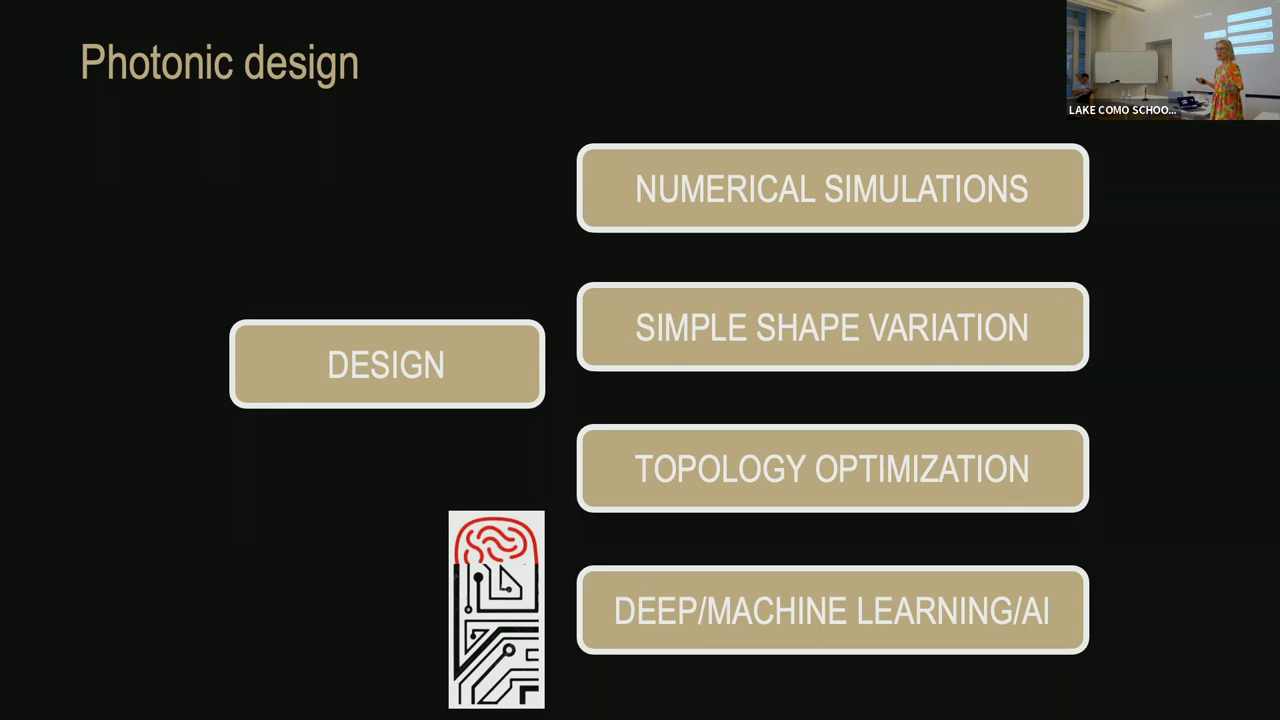 Photonic design
LAKE COMO SCHOO...
NUMERICAL SIMULATIONS
SIMPLE SHAPE VARIATION
DESIGN
TOPOLOGY OPTIMIZATION
DEEP/MACHINE LEARNING/AI